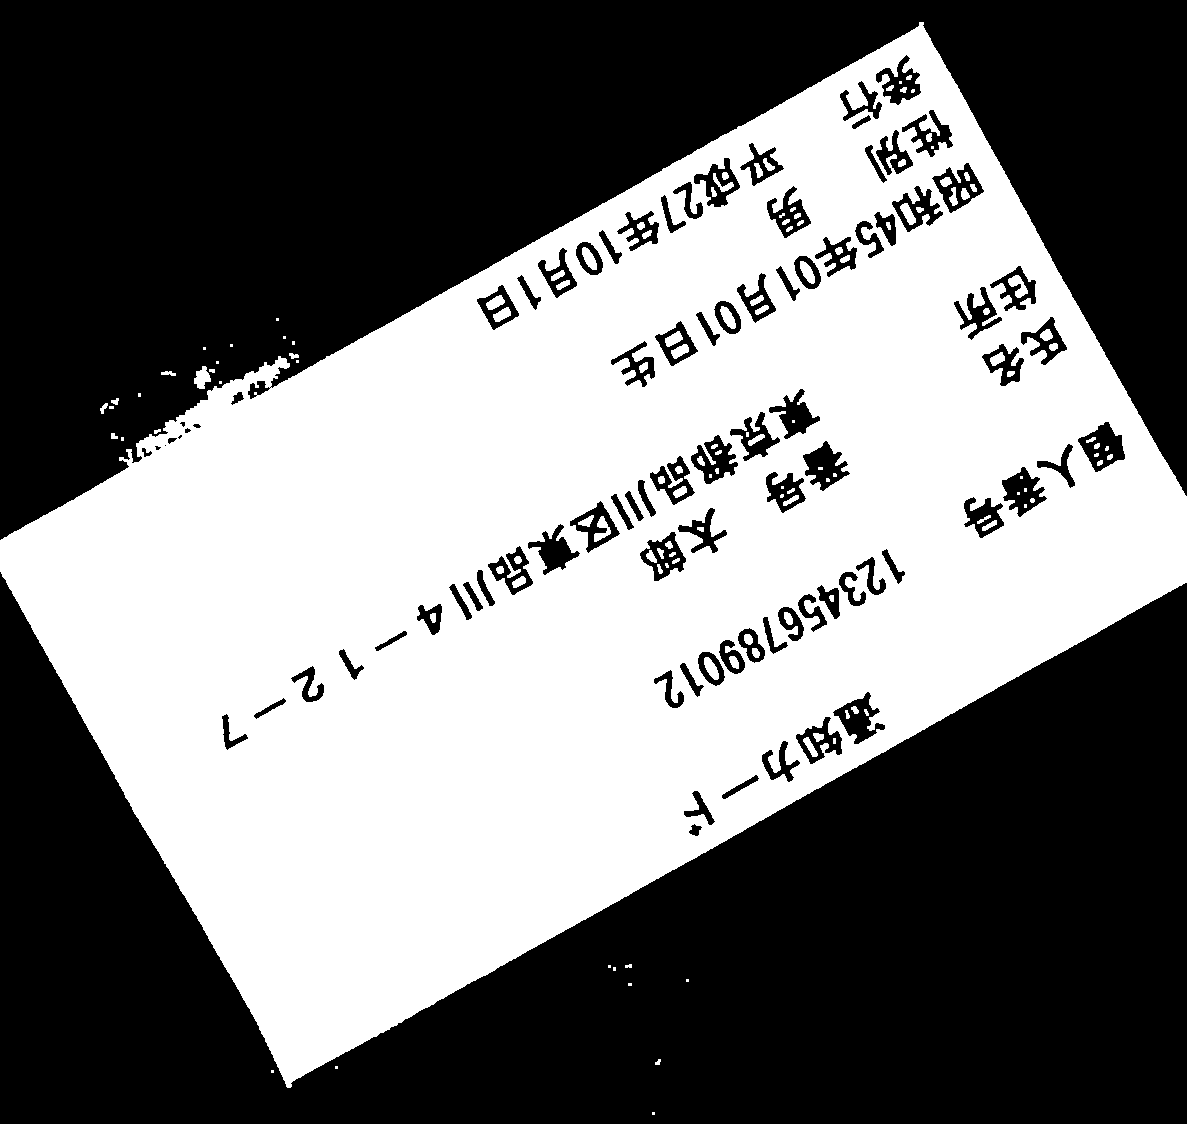 通知カード
個人番号 123456789012
氏名 番号 太郎
住所 東京都品川区東品川４－１２－７
昭和45年01月01日生
性別 男
発行 平成27年10月1日